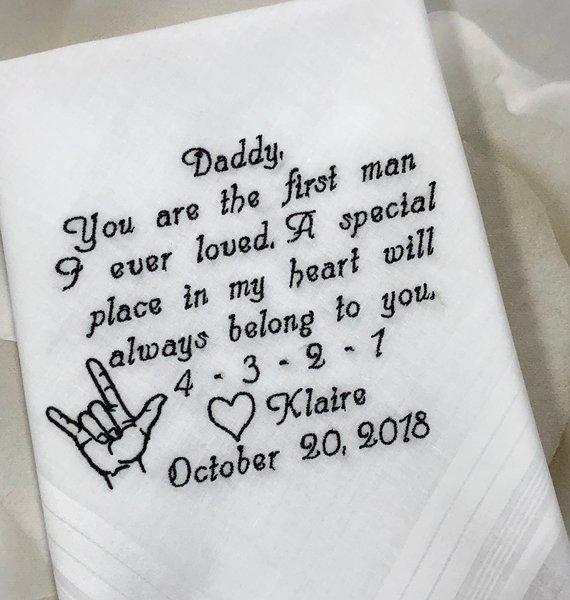 Daddy,
You are the first man
I ever loved. A special
place in my heart will
always belong to you.
4 - 3 - 2 - 1
Klaire
October 20, 2018